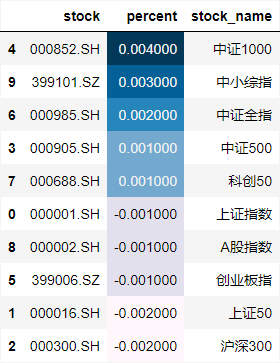 stock percent stock_name
4 000852.SH 0.004000 中证1000
9 399101.SZ 0.003000 中小综指
6 000985.SH 0.002000 中证全指
3 000905.SH 0.001000 中证500
7 000688.SH 0.001000 科创50
0 000001.SH -0.001000 上证指数
8 000002.SH -0.001000 A股指数
5 399006.SZ -0.001000 创业板指
1 000016.SH -0.002000 上证50
2 000300.SH -0.002000 沪深300